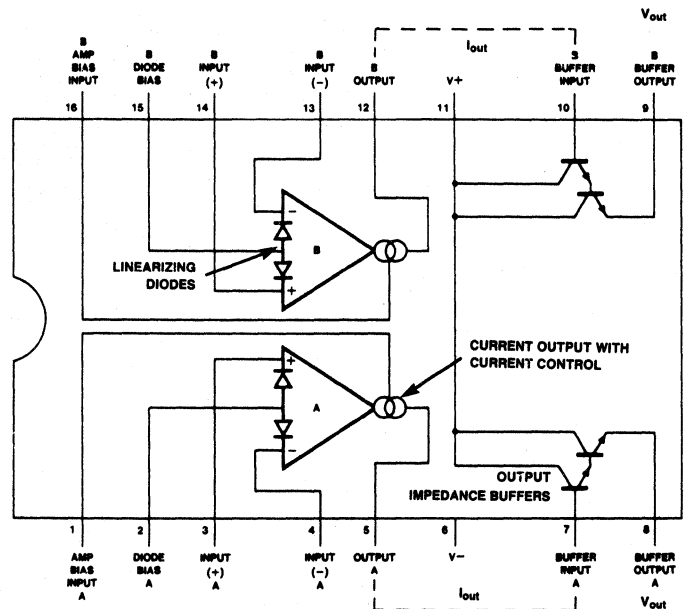 Vout
Iout
B
AMP
BIAS
INPUT
B
DIODE
BIAS
B
INPUT
(+)
B
INPUT
(−)
B
OUTPUT
V+
B
BUFFER
INPUT
B
BUFFER
OUTPUT
16 15 14 13 12 11 10 9
−
B
+
LINEARIZING
DIODES
CURRENT OUTPUT WITH
CURRENT CONTROL
+
A
−
OUTPUT
IMPEDANCE BUFFERS
1 2 3 4 5 6 7 8
AMP
BIAS
INPUT
A
DIODE
BIAS
A
INPUT
(+)
A
INPUT
(−)
A
OUTPUT
A
V−
BUFFER
INPUT
A
BUFFER
OUTPUT
A
Iout
Vout